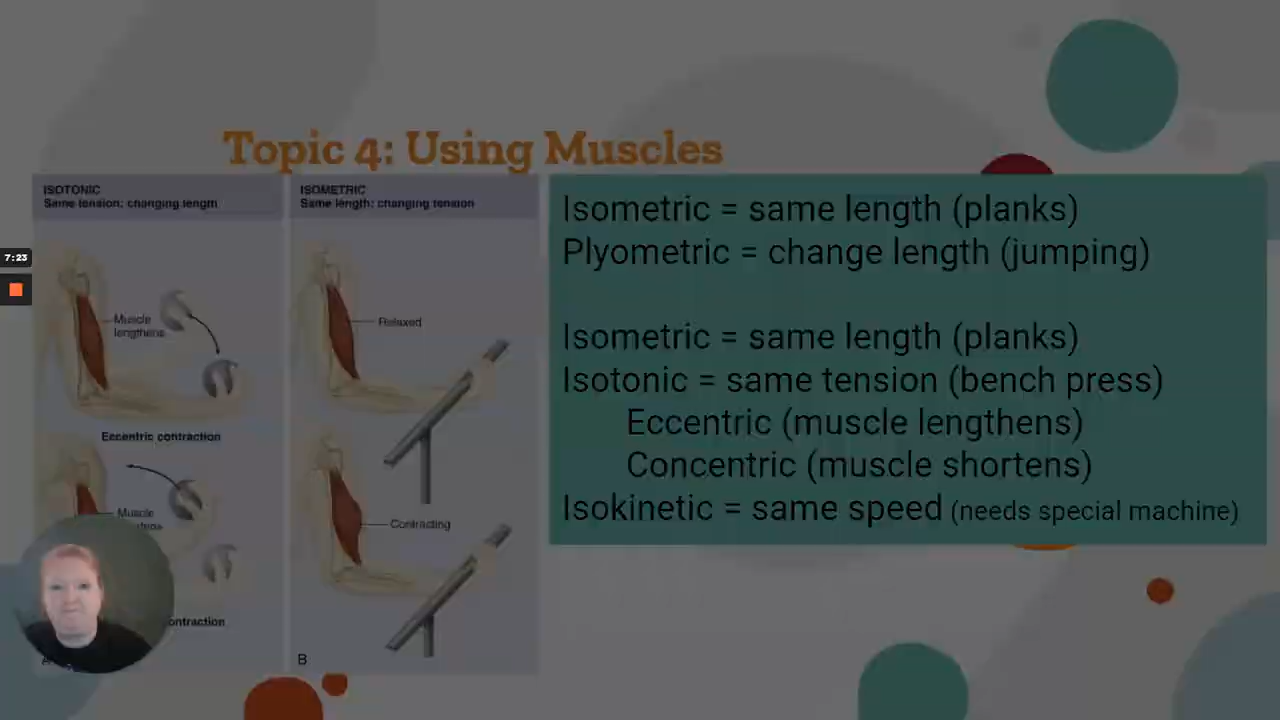 Topic 4: Using Muscles
ISOTONIC
Same tension: changing length
Muscle
lengthens
Eccentric contraction
Muscle
ISOMETRIC
Same length: changing tension
Relaxed
Contracting
B
Isometric = same length (planks)
Plyometric = change length (jumping)
Isometric = same length (planks)
Isotonic = same tension (bench press)
Eccentric (muscle lengthens)
Concentric (muscle shortens)
Isokinetic = same speed (needs special machine)
7:23